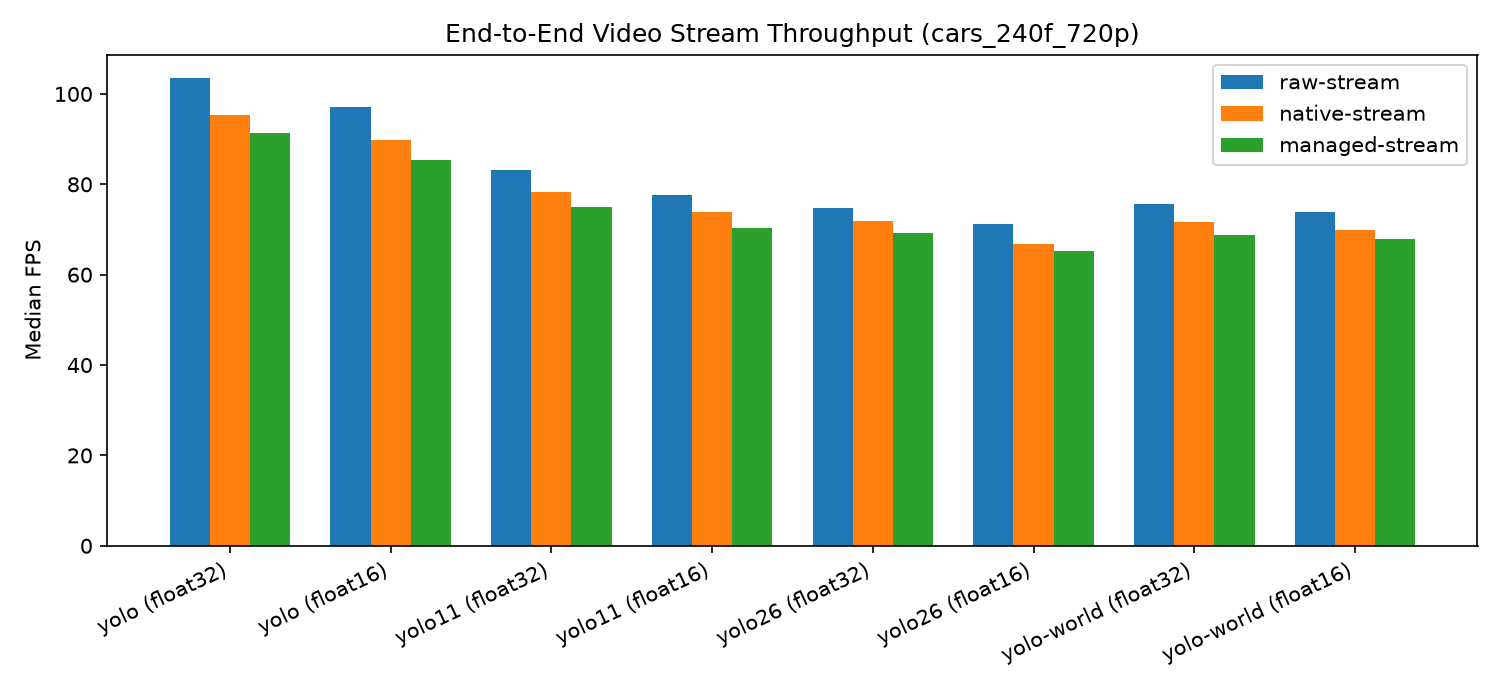 End-to-End Video Stream Throughput (cars_240f_720p)
raw-stream
native-stream
managed-stream
Median FPS
100
80
60
40
20
0
yolo (float32)
yolo (float16)
yolo11 (float32)
yolo11 (float16)
yolo26 (float32)
yolo26 (float16)
yolo-world (float32)
yolo-world (float16)